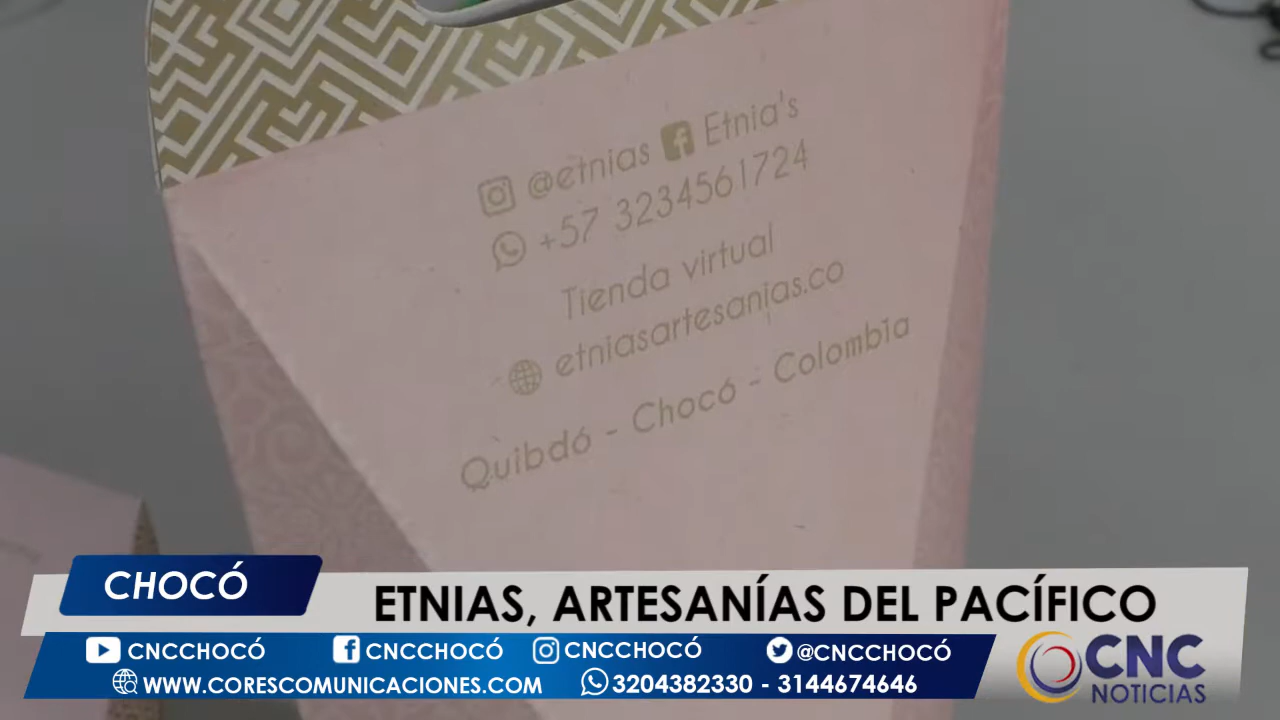 @etnias Etnia's
+57 3234561724
Tienda virtual
etniasartesanias.co
Quibdó - Chocó - Colombia
CHOCÓ
ETNIAS, ARTESANÍAS DEL PACÍFICO
CNCCHOCÓ CNCCHOCÓ CNCCHOCÓ @CNCCHOCÓ
WWW.CORESCOMUNICACIONES.COM 3204382330 - 3144674646
CNC
NOTICIAS